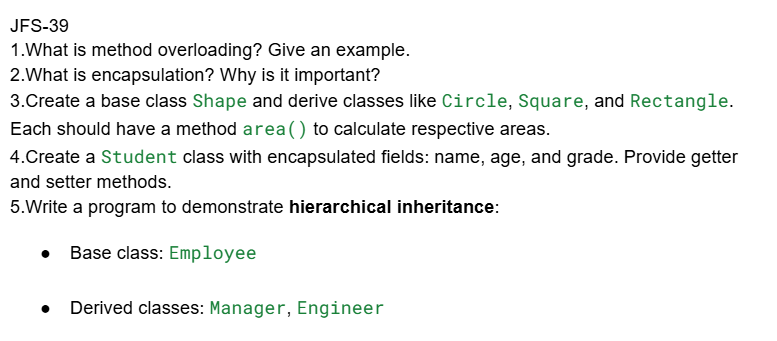 JFS-39
1.What is method overloading? Give an example.
2.What is encapsulation? Why is it important?
3.Create a base class Shape and derive classes like Circle, Square, and Rectangle.
Each should have a method area() to calculate respective areas.
4.Create a Student class with encapsulated fields: name, age, and grade. Provide getter
and setter methods.
5.Write a program to demonstrate hierarchical inheritance:
● Base class: Employee
● Derived classes: Manager, Engineer